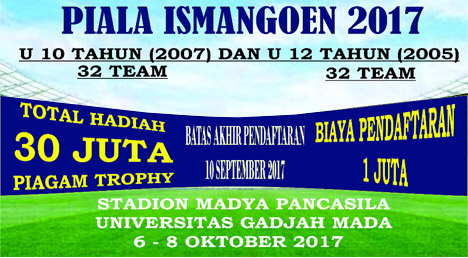 PIALA ISMANGOEN 2017
U 10 TAHUN (2007) DAN U 12 TAHUN (2005)
32 TEAM
32 TEAM
TOTAL HADIAH
30 JUTA
PIAGAM TROPHY
BATAS AKHIR PENDAFTARAN
10 SEPTEMBER 2017
BIAYA PENDAFTARAN
1 JUTA
STADION MADYA PANCASILA
UNIVERSITAS GADJAH MADA
6 - 8 OKTOBER 2017